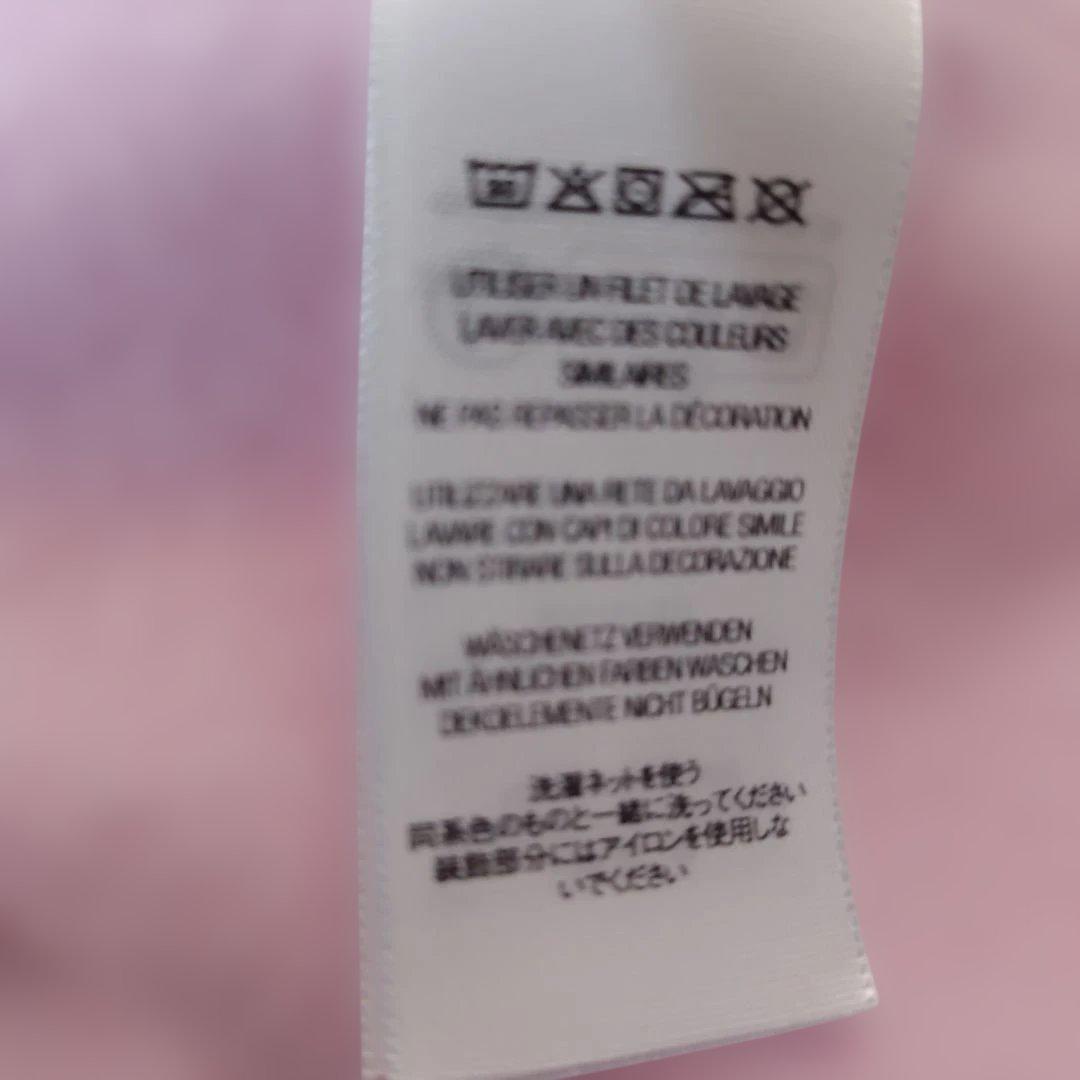 UTILISER UN FILET DE LAVAGE
LAVER AVEC DES COULEURS
SIMILAIRES
NE PAS REPASSER LA DÉCORATION
UTILIZZARE UNA RETE DA LAVAGGIO
LAVARE CON CAPI DI COLORE SIMILE
NON STIRARE SULLA DECORAZIONE
WÄSCHENETZ VERWENDEN
MIT ÄHNLICHEN FARBEN WASCHEN
DEKOELEMENTE NICHT BÜGELN
洗濯ネットを使う
同系色のものと一緒に洗ってください
装飾部分にはアイロンを使用しな
いでください